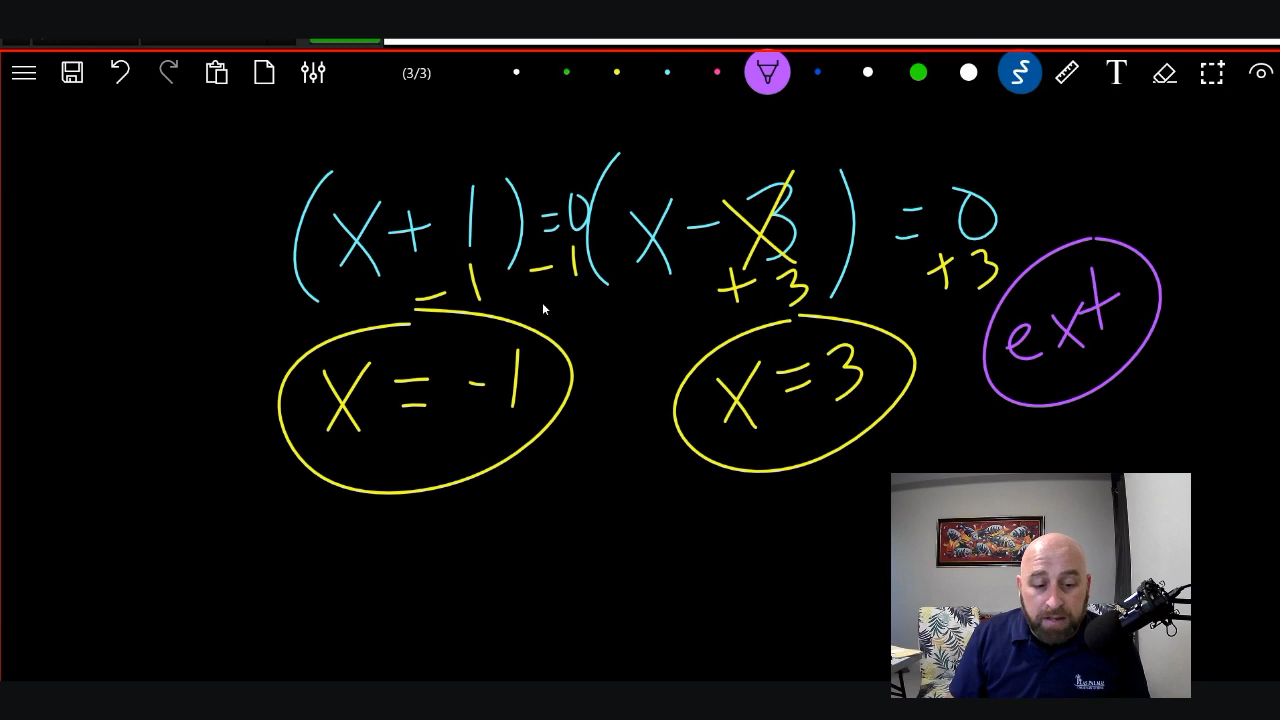 (3/3) T
(x + 1) = 0 (x - 3) = 0
- 1 - 1 + 3 + 3
ext
x = -1 x = 3